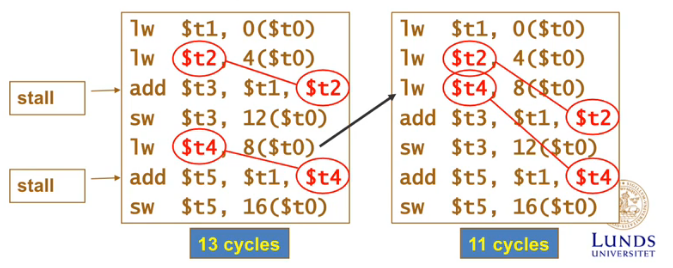 lw $t1, 0($t0)
lw $t2, 4($t0)
stall
add $t3, $t1, $t2
sw $t3, 12($t0)
lw $t4, 8($t0)
stall
add $t5, $t1, $t4
sw $t5, 16($t0)
13 cycles
lw $t1, 0($t0)
lw $t2, 4($t0)
lw $t4, 8($t0)
add $t3, $t1, $t2
sw $t3, 12($t0)
add $t5, $t1, $t4
sw $t5, 16($t0)
11 cycles
LUNDS
UNIVERSITET